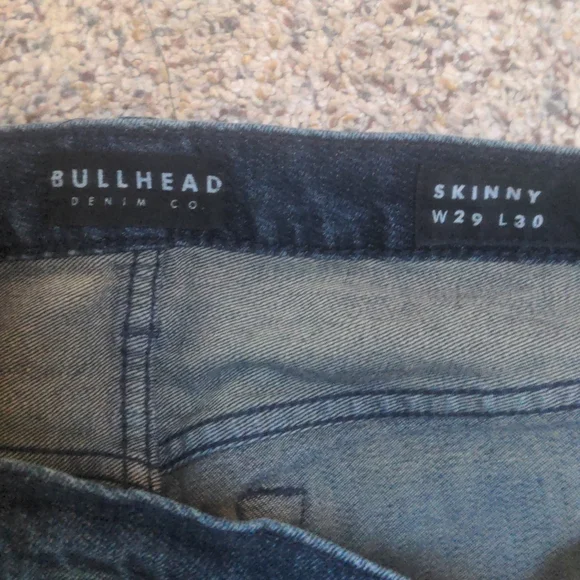 BULLHEAD
DENIM CO.
SKINNY
W29 L30